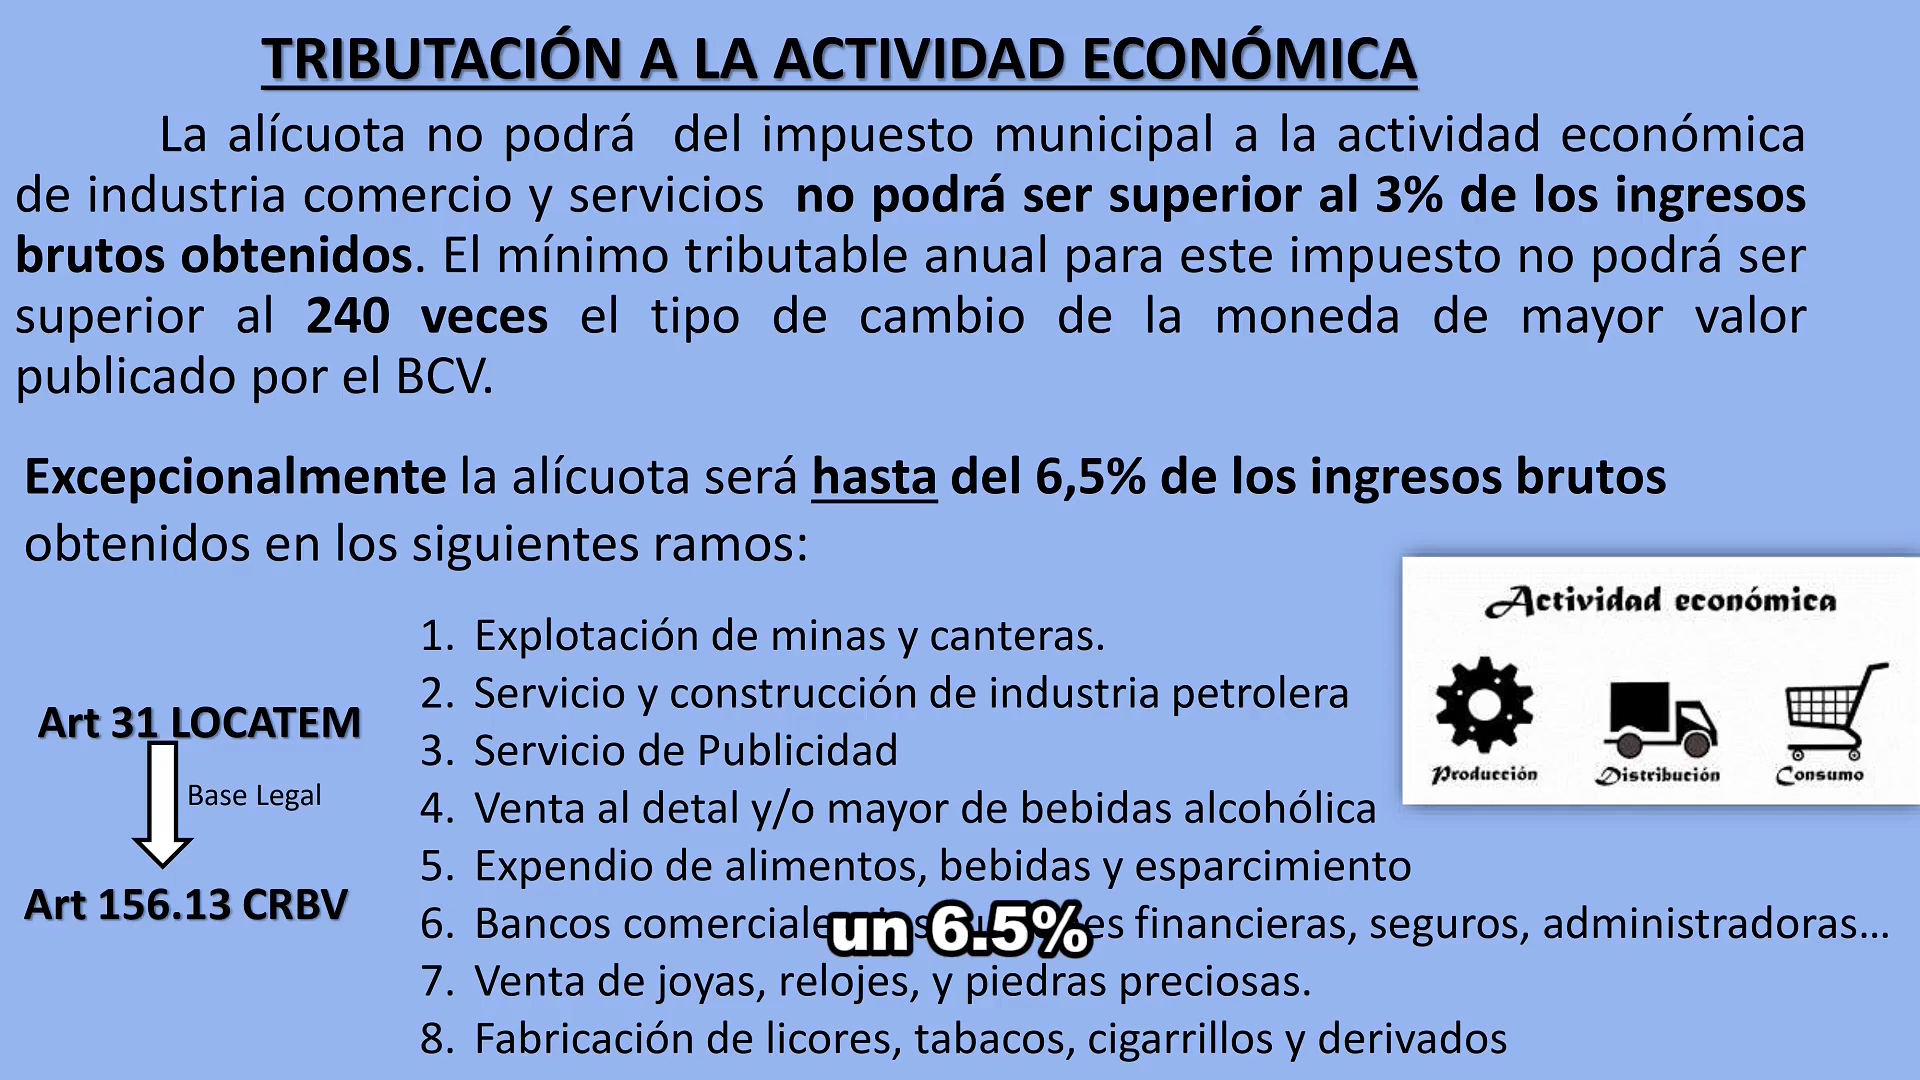 TRIBUTACIÓN A LA ACTIVIDAD ECONÓMICA
La alícuota no podrá del impuesto municipal a la actividad económica
de industria comercio y servicios no podrá ser superior al 3% de los ingresos
brutos obtenidos. El mínimo tributable anual para este impuesto no podrá ser
superior al 240 veces el tipo de cambio de la moneda de mayor valor
publicado por el BCV.
Excepcionalmente la alícuota será hasta del 6,5% de los ingresos brutos
obtenidos en los siguientes ramos:
Actividad económica
Producción
Distribución
Consumo
Art 31 LOCATEM
Base Legal
Art 156.13 CRBV
1. Explotación de minas y canteras.
2. Servicio y construcción de industria petrolera
3. Servicio de Publicidad
4. Venta al detal y/o mayor de bebidas alcohólica
5. Expendio de alimentos, bebidas y esparcimiento
6. Bancos financieras, seguros, administradoras...
un 6.5%
7. Venta de joyas, relojes, y piedras preciosas.
8. Fabricación de licores, tabacos, cigarrillos y derivados